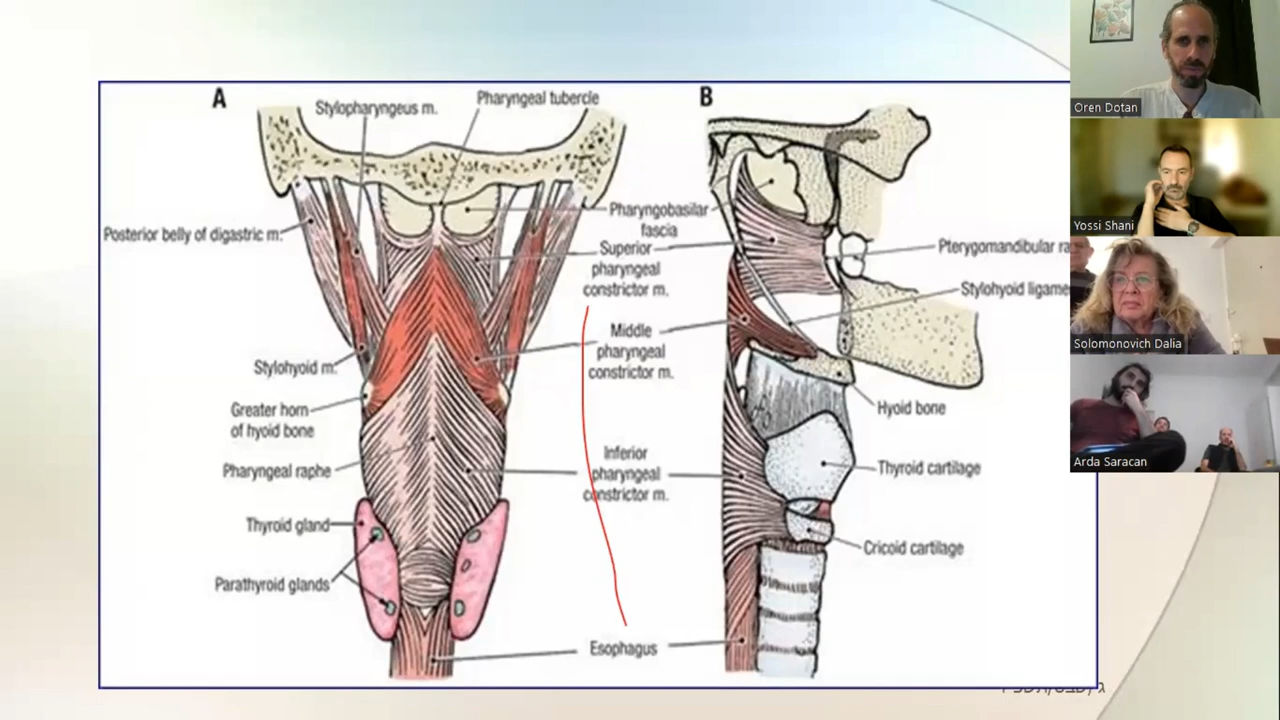 A
B
Stylopharyngeus m.
Pharyngeal tubercle
Posterior belly of digastric m.
Pharyngobasilar
fascia
Superior
pharyngeal
constrictor m.
Pterygomandibular
Stylohyoid
Middle
pharyngeal
constrictor m.
Stylohyoid m.
Greater horn
of hyoid bone
Hyoid bone
Pharyngeal raphe
Inferior
pharyngeal
constrictor m.
Thyroid cartilage
Thyroid gland
Cricoid cartilage
Parathyroid glands
Esophagus
Oren Dotan
Yossi Shani
Solomonovich Dalia
Arda Saracan